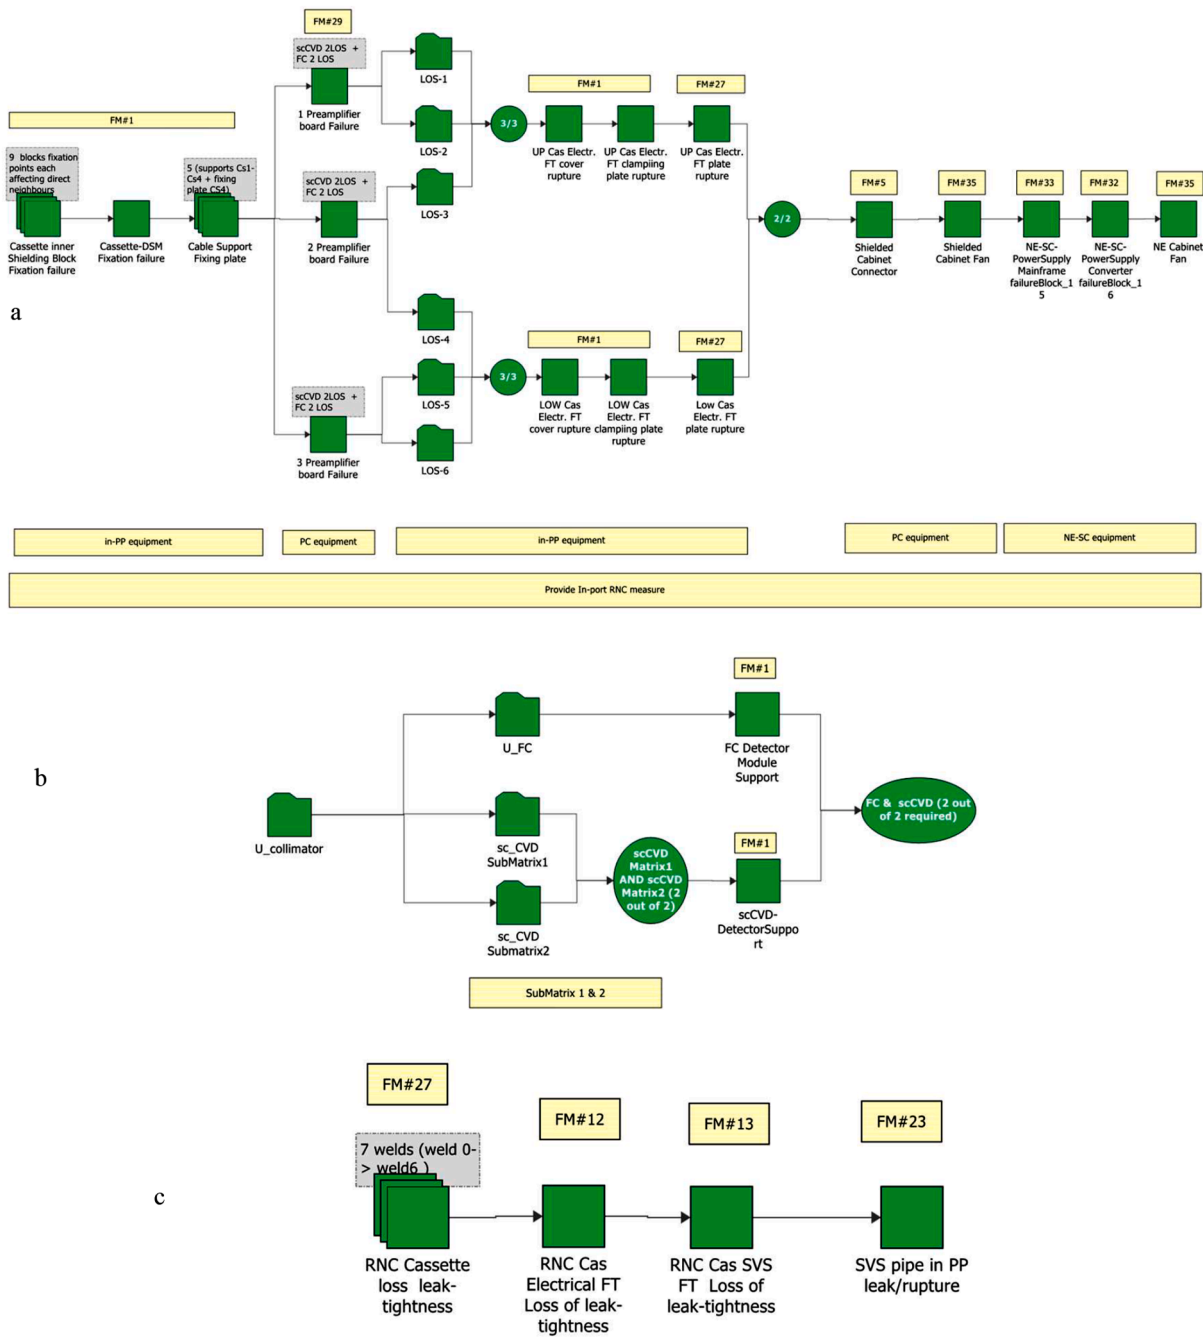 FM#29
scCVD 2LOS +
FC 2 LOS
1 Preamplifier
board Failure
LOS-1
LOS-2
LOS-3
3/3
FM#1
UP Cas Electr.
FT cover
rupture
UP Cas Electr.
FT clampiing
plate rupture
FM#27
UP Cas Electr.
FT plate
rupture
FM#1
9 blocks fixation
points each
affecting direct
neighbours
Cassette inner
Shielding Block
Fixation failure
Cassette-DSM
Fixation failure
5 (supports Cs1-
Cs4 + fixing
plate CS4)
Cable Support
Fixing plate
scCVD 2LOS +
FC 2 LOS
2 Preamplifier
board Failure
2/2
FM#5
Shielded
Cabinet
Connector
FM#35
Shielded
Cabinet Fan
FM#33
NE-SC-
PowerSupply
Mainframe
failureBlock_1
5
FM#32
NE-SC-
PowerSupply
Converter
failureBlock_1
6
FM#35
NE Cabinet
Fan
a
LOS-4
LOS-5
LOS-6
3/3
FM#1
LOW Cas
Electr. FT
cover rupture
LOW Cas
Electr. FT
clampiing plate
rupture
FM#27
Low Cas
Electr. FT
plate rupture
scCVD 2LOS +
FC 2 LOS
3 Preamplifier
board Failure
in-PP equipment
PC equipment
in-PP equipment
PC equipment
NE-SC equipment
Provide In-port RNC measure
b
U_collimator
U_FC
FM#1
FC Detector
Module
Support
sc_CVD
SubMatrix1
sc_CVD
Submatrix2
scCVD
Matrix1
AND scCVD
Matrix2 (2
out of 2)
FM#1
scCVD-
DetectorSuppo
rt
FC & scCVD (2 out
of 2 required)
SubMatrix 1 & 2
c
FM#27
7 welds (weld 0-
> weld6 )
RNC Cassette
loss leak-
tightness
FM#12
RNC Cas
Electrical FT
Loss of leak-
tightness
FM#13
RNC Cas SVS
FT Loss of
leak-tightness
FM#23
SVS pipe in PP
leak/rupture